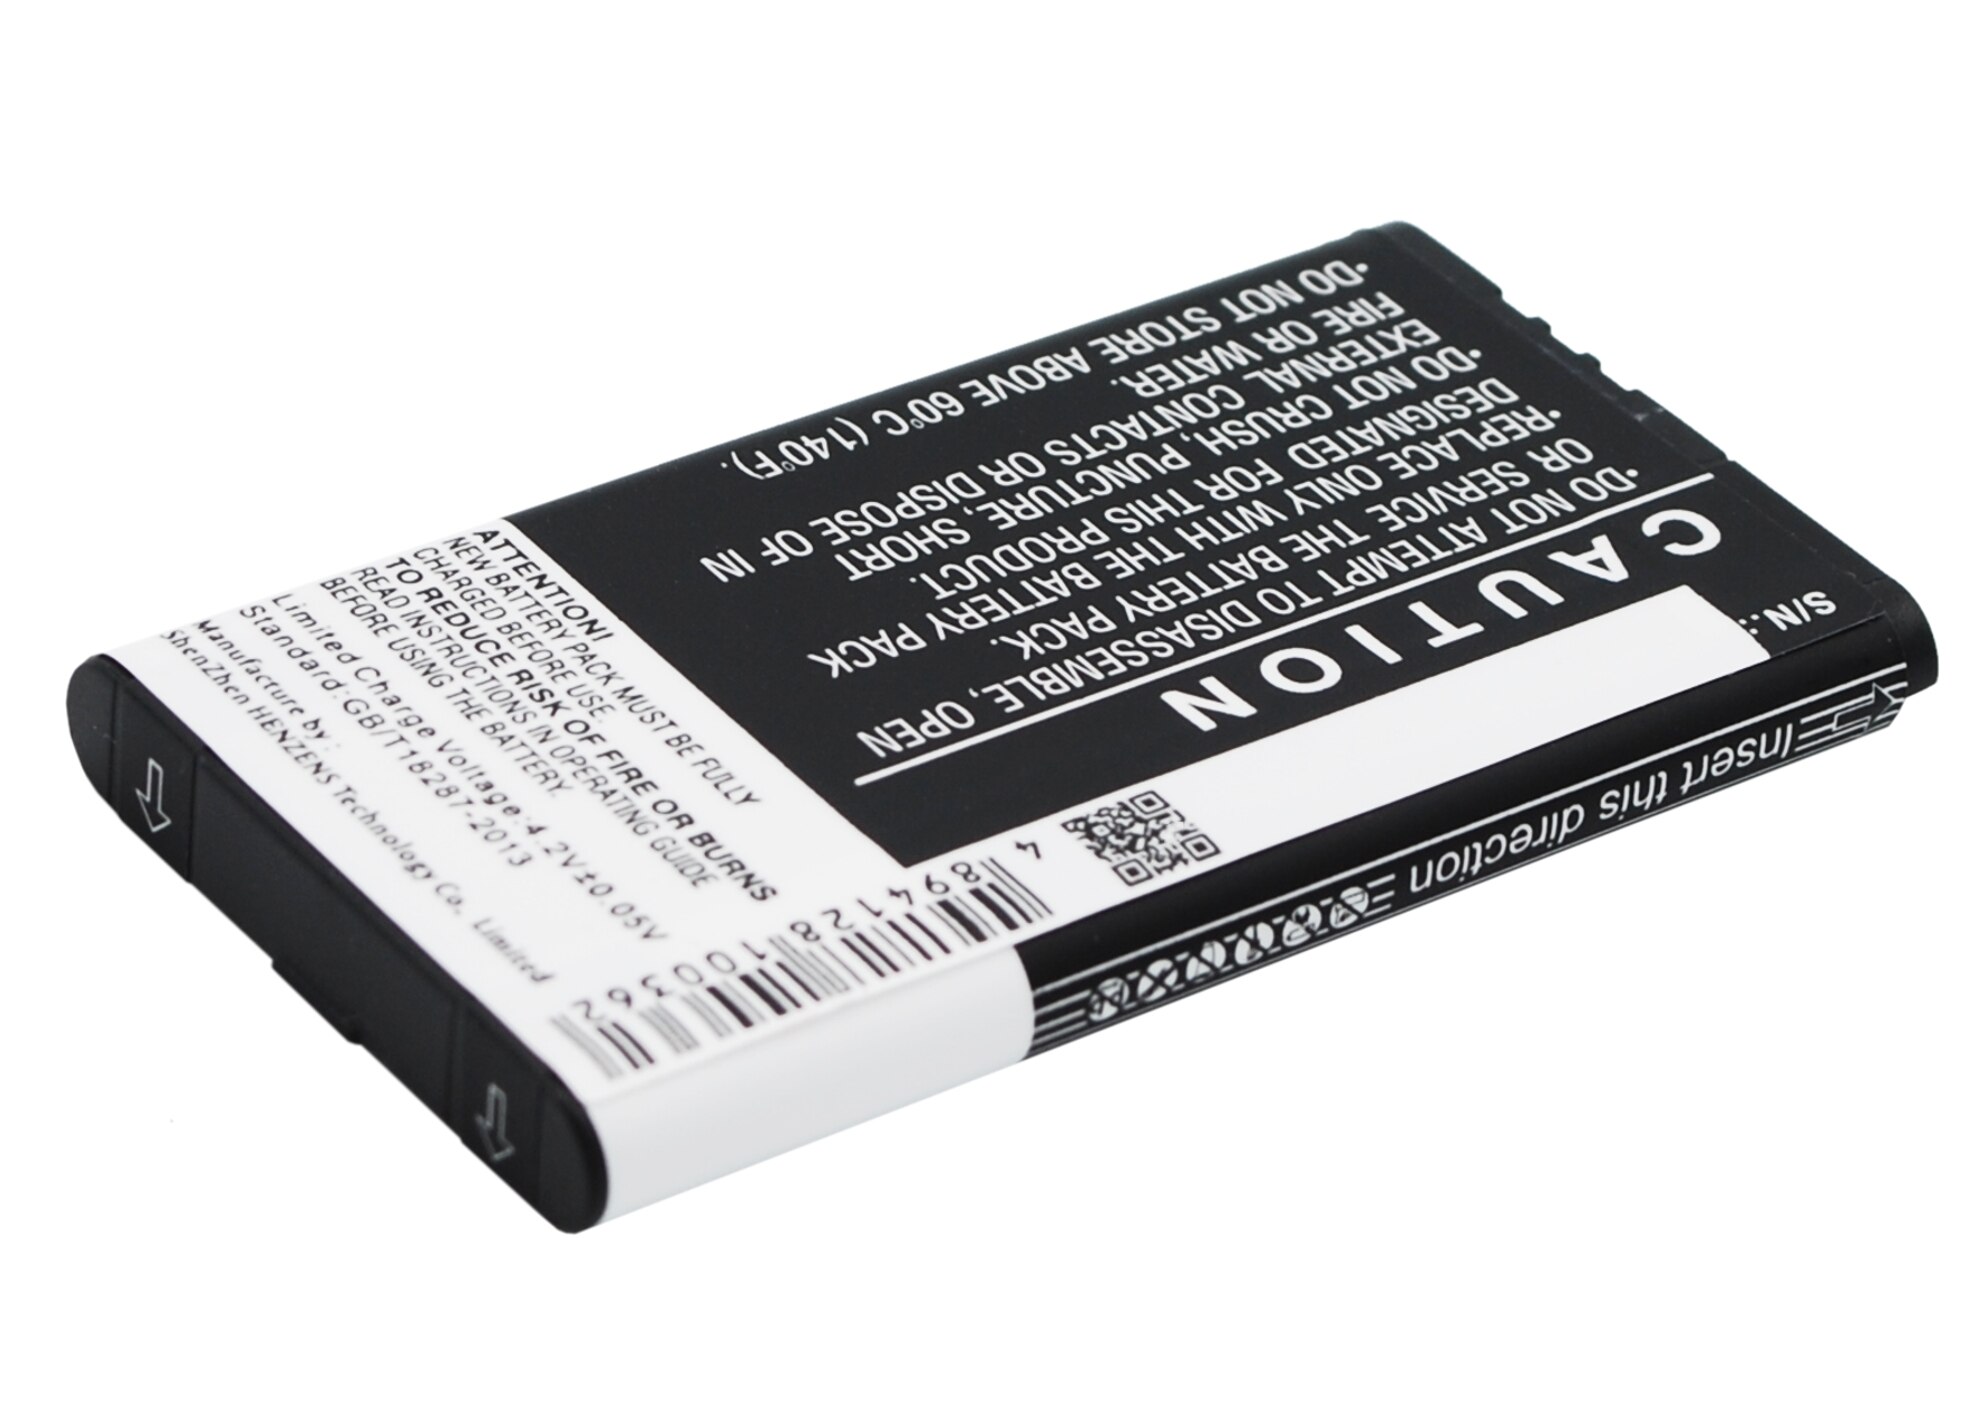 S/N.:
CAUTION
•DO NOT ATTEMPT TO DISASSEMBLE, OPEN
OR SERVICE THE BATTERY PACK.
•REPLACE ONLY WITH THE BATTERY PACK
DESIGNATED FOR THIS PRODUCT.
•DO NOT CRUSH, PUNCTURE, SHORT
EXTERNAL CONTACTS OR DISPOSE OF IN
FIRE OR WATER.
•DO NOT STORE ABOVE 60°C (140°F).
ATTENTION!
NEW BATTERY PACK MUST BE FULLY
CHARGED BEFORE USE.
TO REDUCE RISK OF FIRE OR BURNS
READ INSTRUCTIONS IN OPERATING GUIDE
BEFORE USING THE BATTERY.
Limited Charge Voltage:4.2V±0.05V
Standard:GB/T18287-2013
Manufacture by:
ShenZhen HENZENS Technology Co., Limited
4 894128 103622
Insert this direction